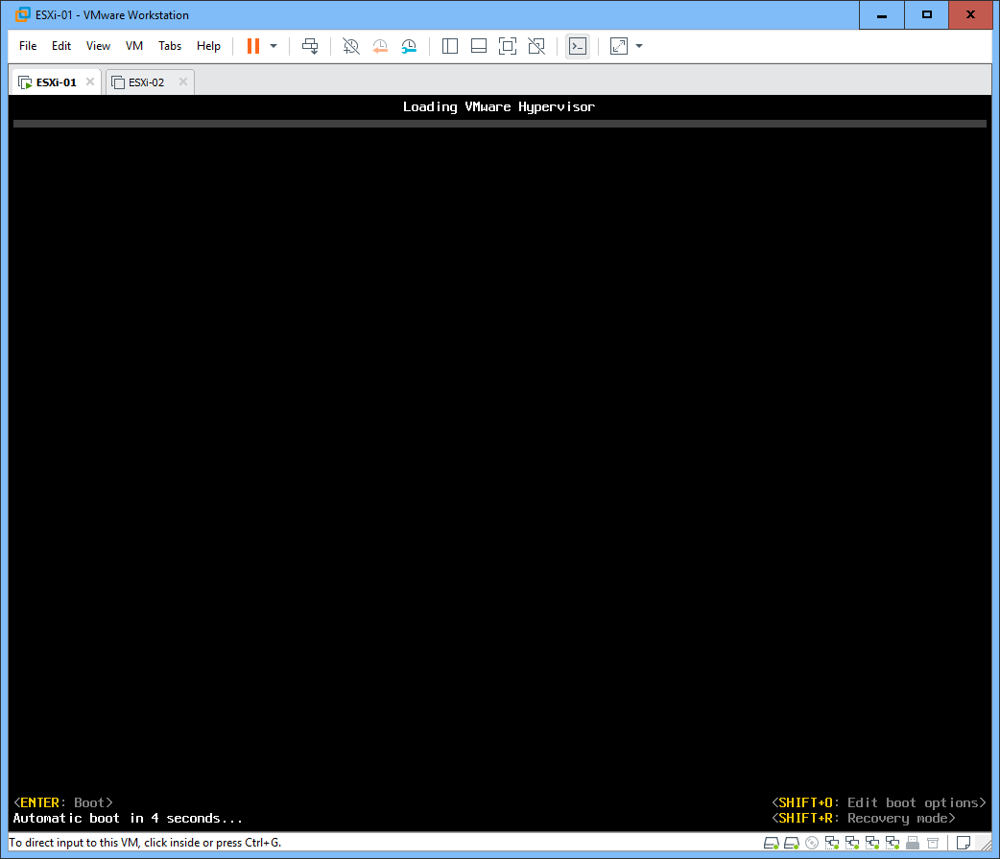 ESXi-01 - VMware Workstation
File Edit View VM Tabs Help
ESXi-01 ESXi-02
Loading VMware Hypervisor
<ENTER: Boot> <SHIFT+O: Edit boot options>
Automatic boot in 4 seconds... <SHIFT+R: Recovery mode>
To direct input to this VM, click inside or press Ctrl+G.